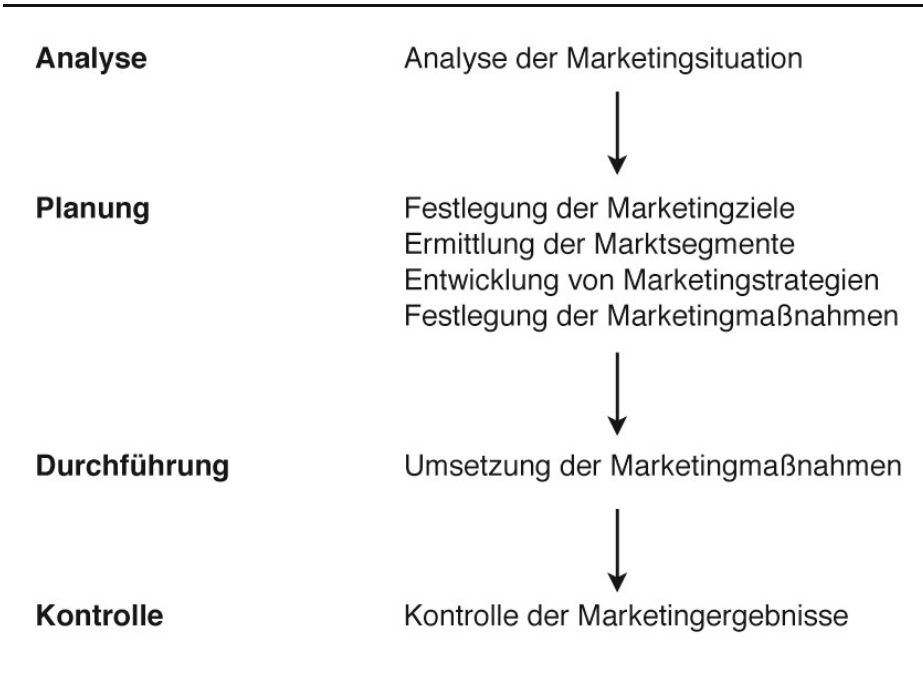 Analyse Analyse der Marketingsituation
Planung Festlegung der Marketingziele
Ermittlung der Marktsegmente
Entwicklung von Marketingstrategien
Festlegung der Marketingmaßnahmen
Durchführung Umsetzung der Marketingmaßnahmen
Kontrolle Kontrolle der Marketingergebnisse